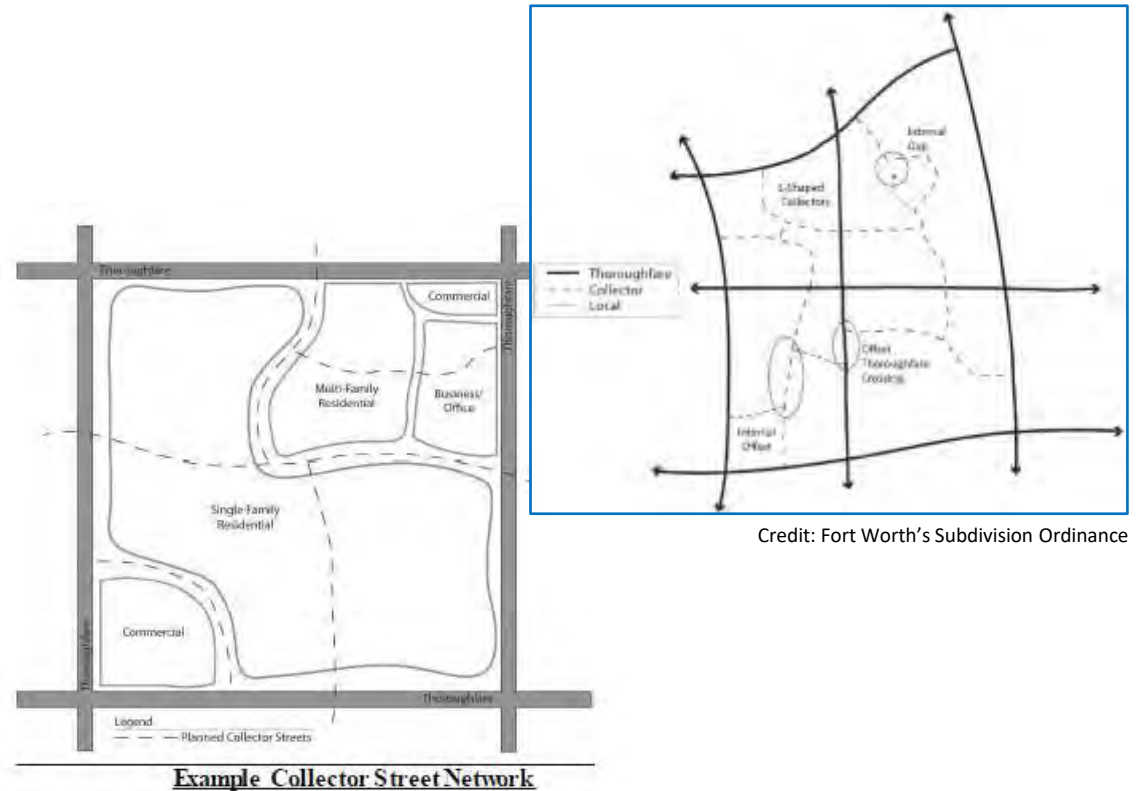 Internal
Gap
L-Shaped
Collectors
Thoroughfare
Collector
Local
Offset
Thoroughfare
Crossing
Internal
Offset
Credit: Fort Worth's Subdivision Ordinance
Thoroughfare
Commercial
Thoroughfare
Multi-Family
Residential
Business/
Office
Single-Family
Residential
Commercial
Thoroughfare
Thoroughfare
Legend
Planned Collector Streets
Example Collector Street Network